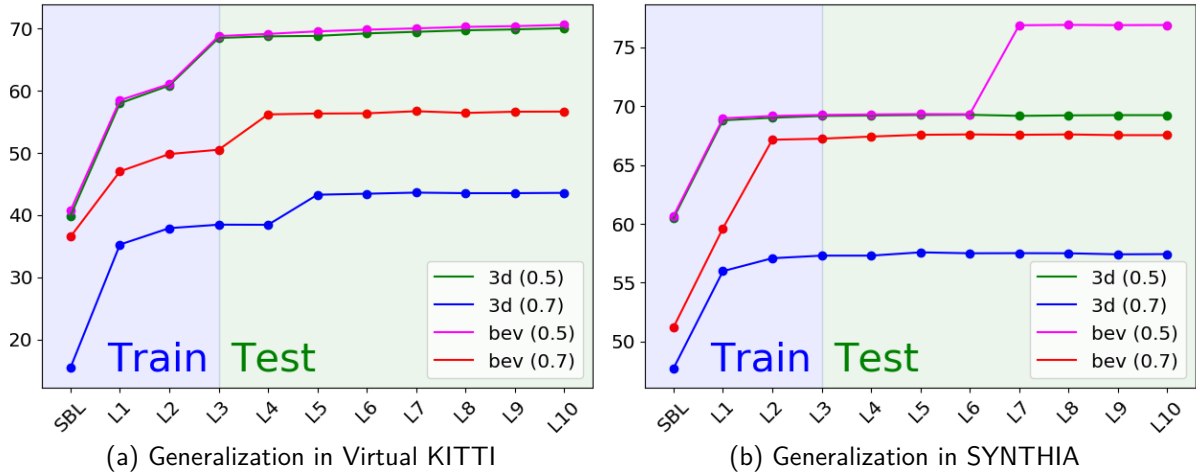 70
60
50
40
30
20
Train Test
3d (0.5)
3d (0.7)
bev (0.5)
bev (0.7)
SBL L1 L2 L3 L4 L5 L6 L7 L8 L9 L10
(a) Generalization in Virtual KITTI
75
70
65
60
55
50
Train Test
3d (0.5)
3d (0.7)
bev (0.5)
bev (0.7)
SBL L1 L2 L3 L4 L5 L6 L7 L8 L9 L10
(b) Generalization in SYNTHIA